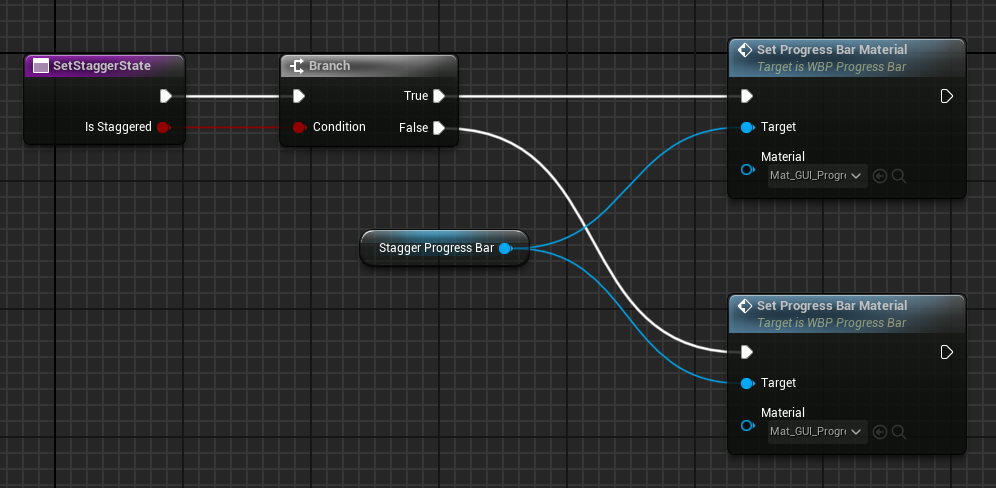 SetStaggerState
Is Staggered
Branch
True
Condition
False
Stagger Progress Bar
Set Progress Bar Material
Target is WBP Progress Bar
Target
Material
Mat_GUI_Progre
Set Progress Bar Material
Target is WBP Progress Bar
Target
Material
Mat_GUI_Progre